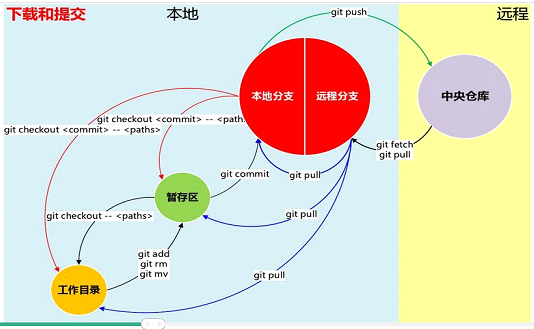 下载和提交
本地
远程
git push
本地分支
远程分支
中央仓库
git checkout <commit> -- <path
git checkout <commit> -- <paths>
git fetch
git pull
git commit
git pull
暂存区
git checkout -- <paths>
git pull
git add
git rm
git mv
git pull
工作目录